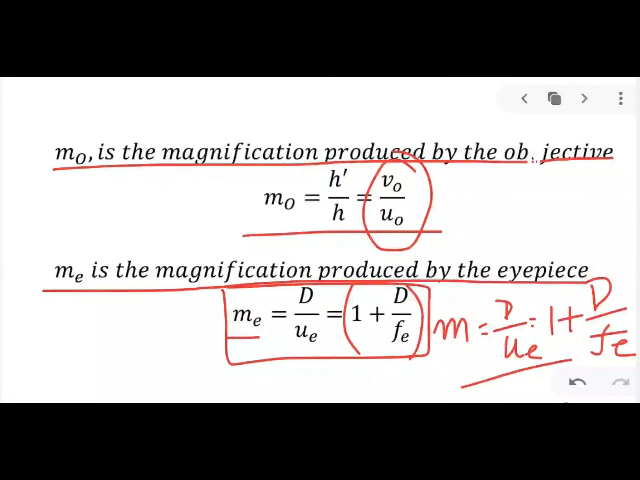 m_O, is the magnification produced by the objective
m_O = h'/h = v_o/u_o
m_e is the magnification produced by the eyepiece
m_e = D/u_e = 1 + D/f_e
m = D/u_e = 1 + D/f_e